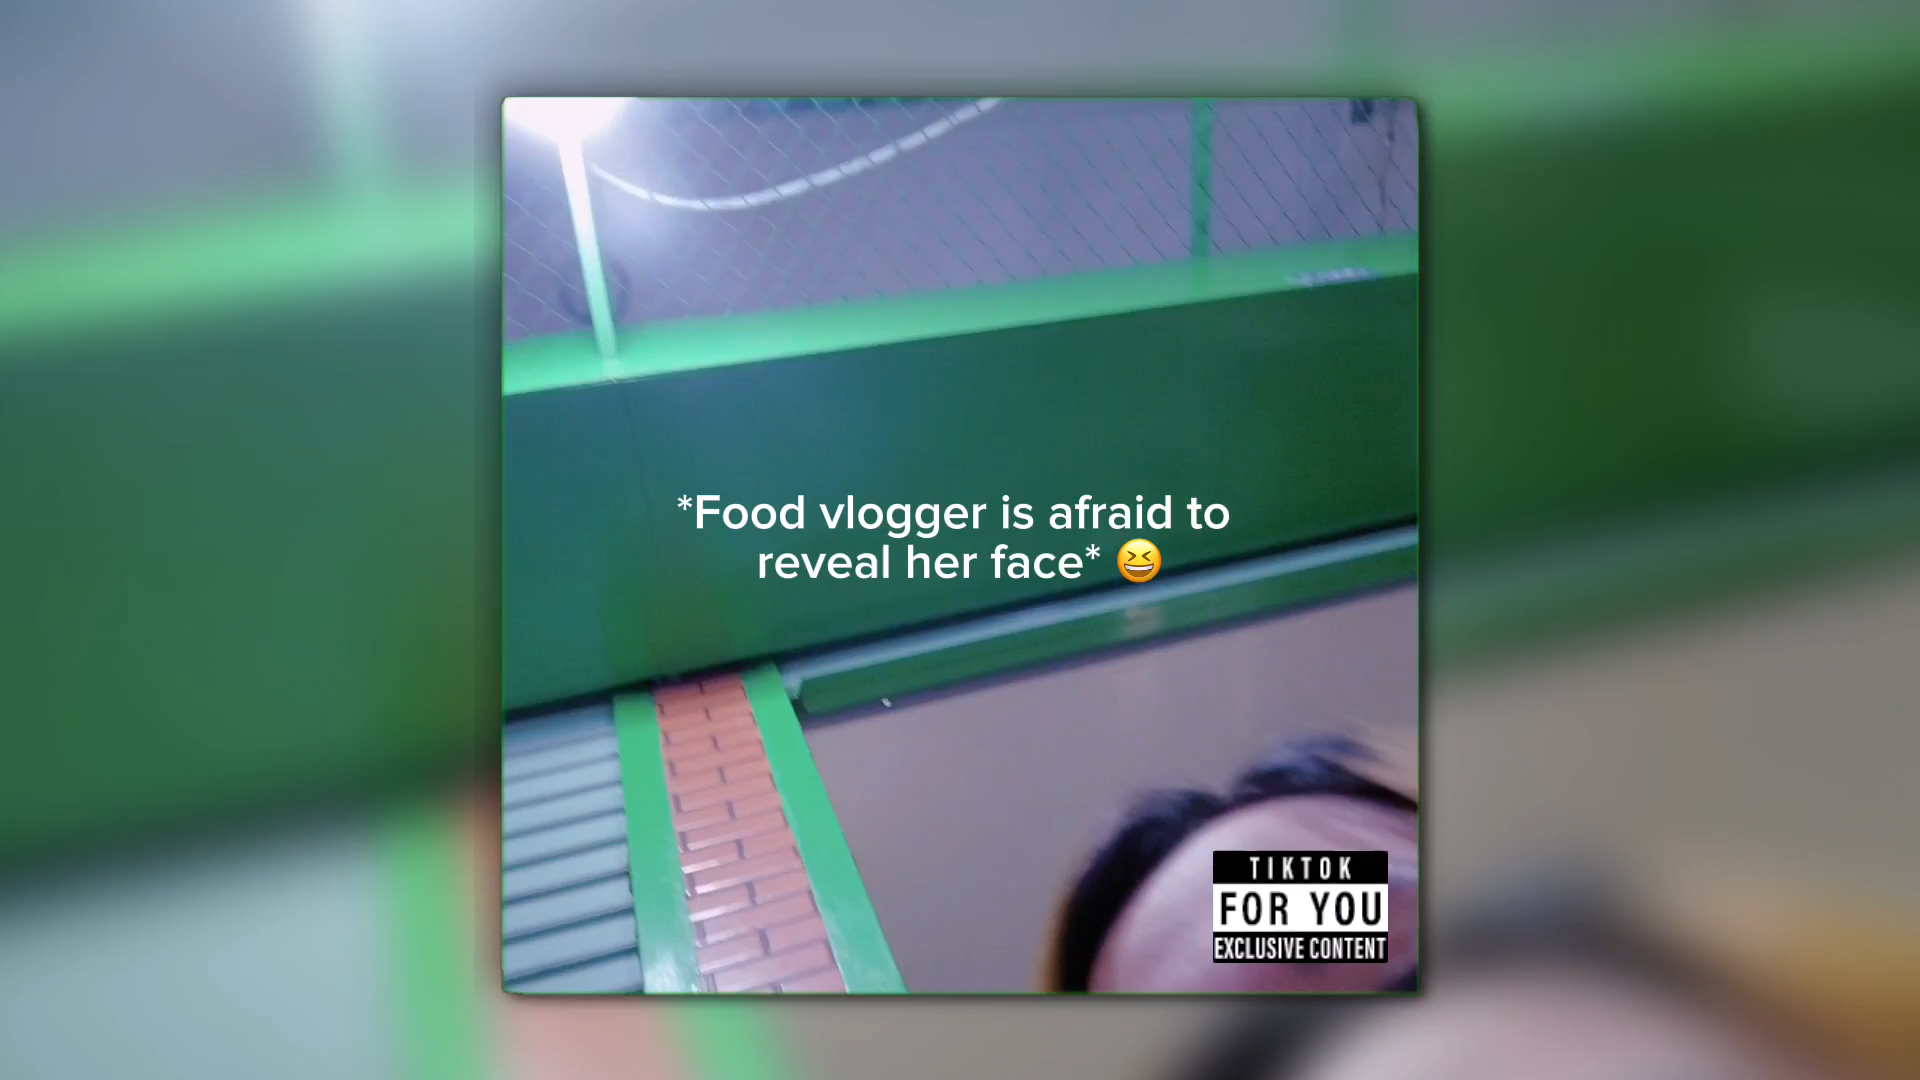 *Food vlogger is afraid to
reveal her face* 😆
TIKTOK
FOR YOU
EXCLUSIVE CONTENT